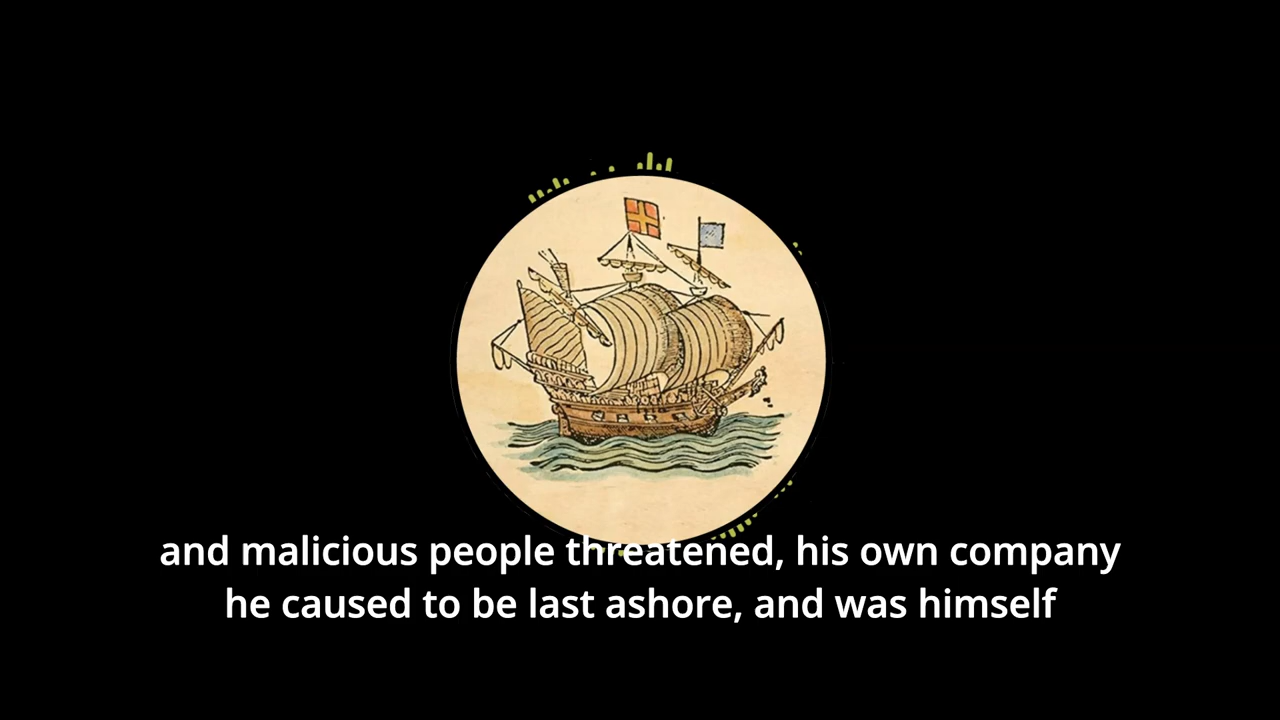 and malicious people threatened, his own company
he caused to be last ashore, and was himself